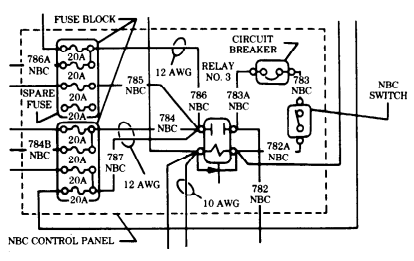 FUSE BLOCK
CIRCUIT
BREAKER
786A
NBC
20A
20A
12 AWG
RELAY
NO. 3
785
NBC
786
NBC
783A
NBC
783
NBC
NBC
SWITCH
SPARE
FUSE
20A
20A
20A
784
NBC
784B
NBC
20A
787
NBC
782A
NBC
20A
20A
12 AWG
10 AWG
782
NBC
NBC CONTROL PANEL